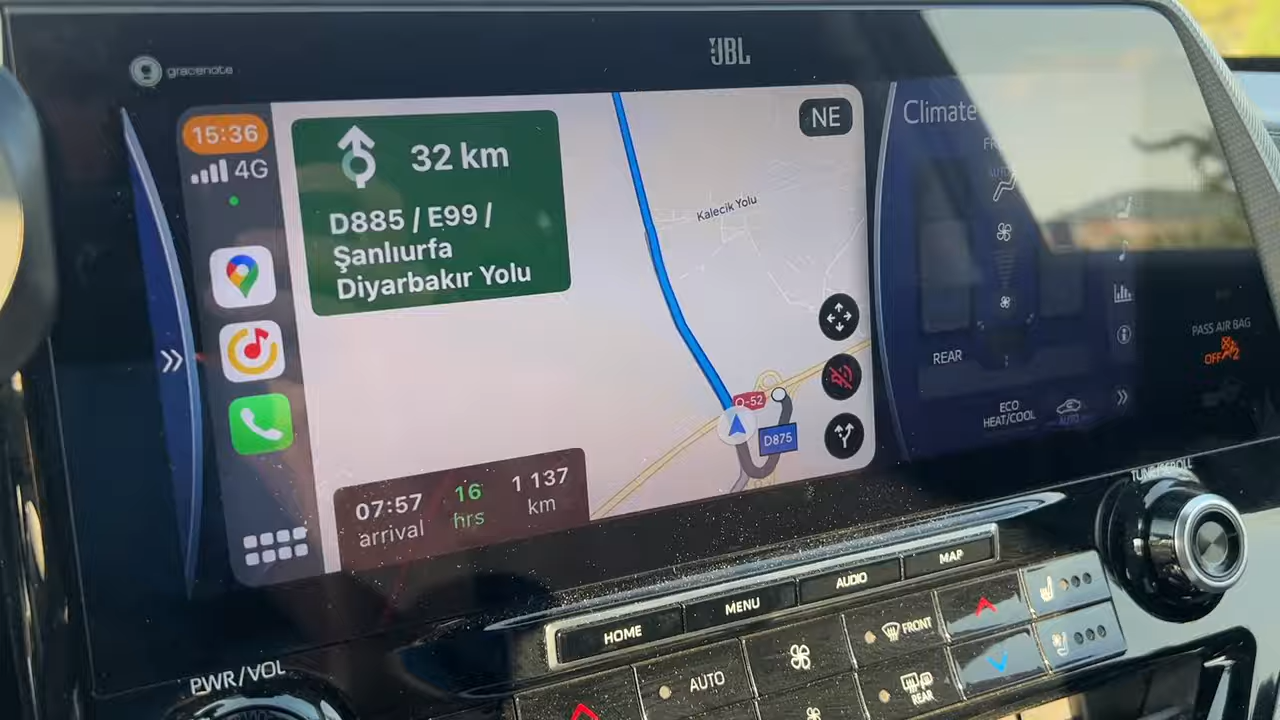 gracenote
JBL
15:36
4G
32 km
D885 / E99 /
Şanlıurfa
Diyarbakır Yolu
NE
Kalecik Yolu
O-52
D875
07:57
arrival
16
hrs
1 137
km
Climate
REAR
ECO
HEAT/COOL
AUTO
PASS AIR BAG
OFF
2
TUNE/SCROLL
HOME
MENU
AUDIO
MAP
PWR/VOL
AUTO
FRONT
REAR